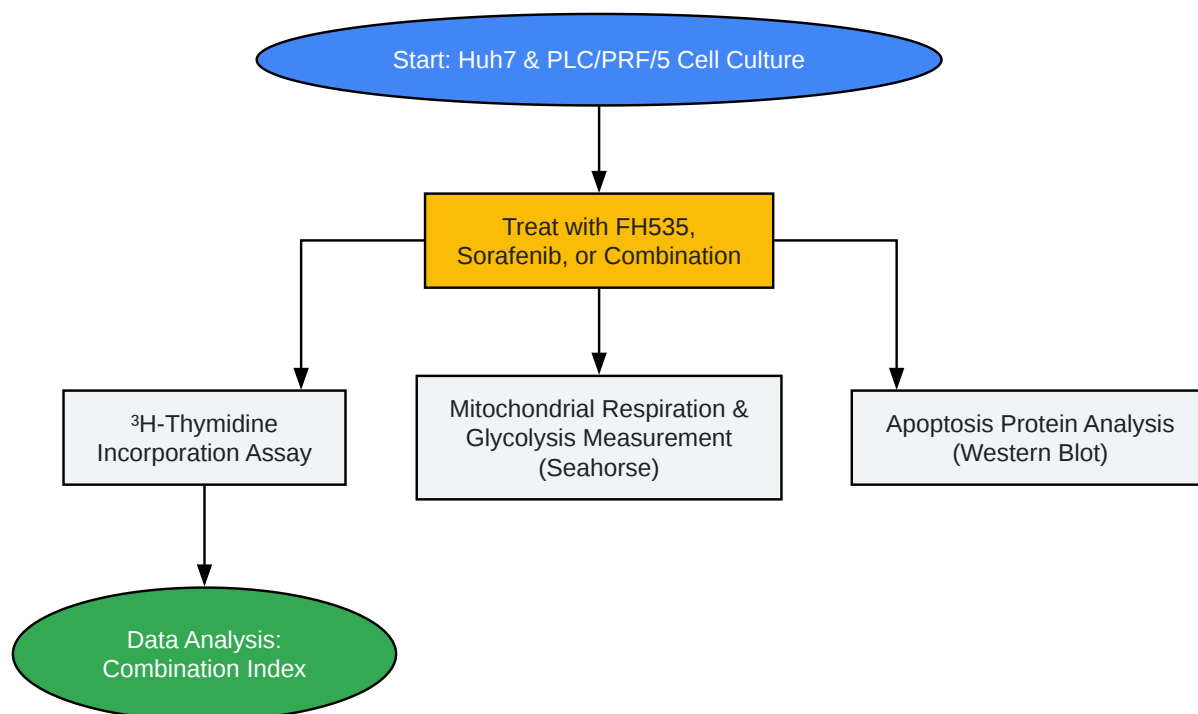 Start: Huh7 & PLC/PRF/5 Cell Culture
Treat with FH535,
Sorafenib, or Combination
³H-Thymidine
Incorporation Assay
Mitochondrial Respiration &
Glycolysis Measurement
(Seahorse)
Apoptosis Protein Analysis
(Western Blot)
Data Analysis:
Combination Index